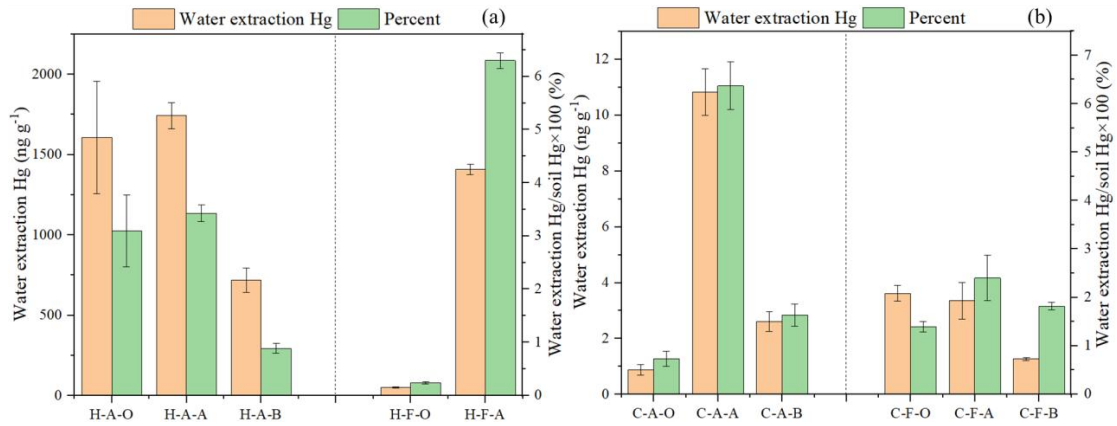 Water extraction Hg
Percent
(a)
Water extraction Hg (ng g⁻¹)
2000
1500
1000
500
0
6
5
4
3
2
1
0
Water extraction Hg/soil Hg×100 (%)
H-A-O
H-A-A
H-A-B
H-F-O
H-F-A
Water extraction Hg
Percent
(b)
Water extraction Hg (ng g⁻¹)
12
10
8
6
4
2
0
7
6
5
4
3
2
1
0
Water extraction Hg/soil Hg×100 (%)
C-A-O
C-A-A
C-A-B
C-F-O
C-F-A
C-F-B